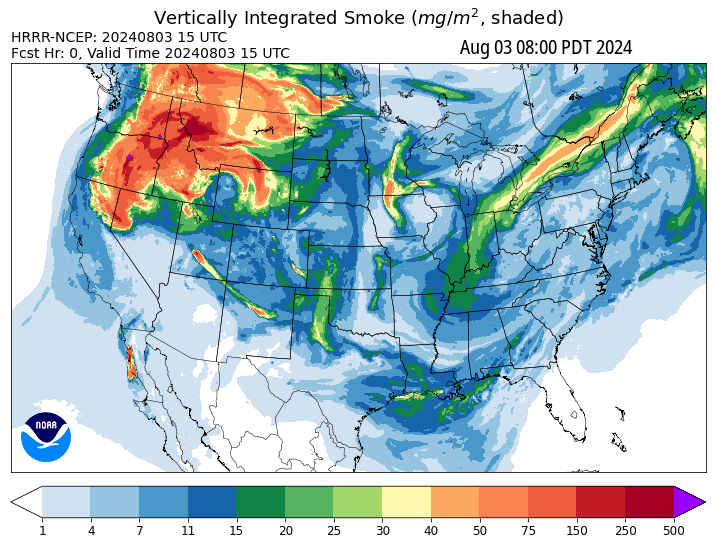 Vertically Integrated Smoke (mg/m², shaded)
HRRR-NCEP: 20240803 15 UTC
Fcst Hr: 0, Valid Time 20240803 15 UTC
Aug 03 08:00 PDT 2024
NOAA
1 4 7 11 15 20 25 30 40 50 75 150 250 500